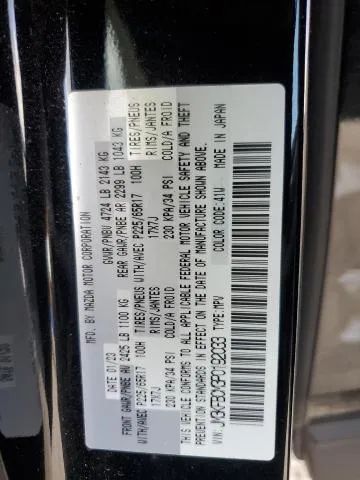 MFD. BY MAZDA MOTOR CORPORATION
DATE 01/23 GVWR/PNBV 4724 LB 2143 KG
FRONT GAWR/PNBE AV 2425 LB 1100 KG REAR GAWR/PNBE AR 2299 LB 1043 KG
WITH/AVEC P225/65R17 100H TIRES/PNEUS WITH/AVEC P225/65R17 100H TIRES/PNEUS
17X7J RIMS/JANTES 17X7J RIMS/JANTES
230 KPA/34 PSI COLD/A FROID 230 KPA/34 PSI COLD/A FROID
THIS VEHICLE CONFORMS TO ALL APPLICABLE FEDERAL MOTOR VEHICLE SAFETY AND THEFT
PREVENTION STANDARDS IN EFFECT ON THE DATE OF MANUFACTURE SHOWN ABOVE.
TYPE:MPV COLOR CODE:41W MADE IN JAPAN